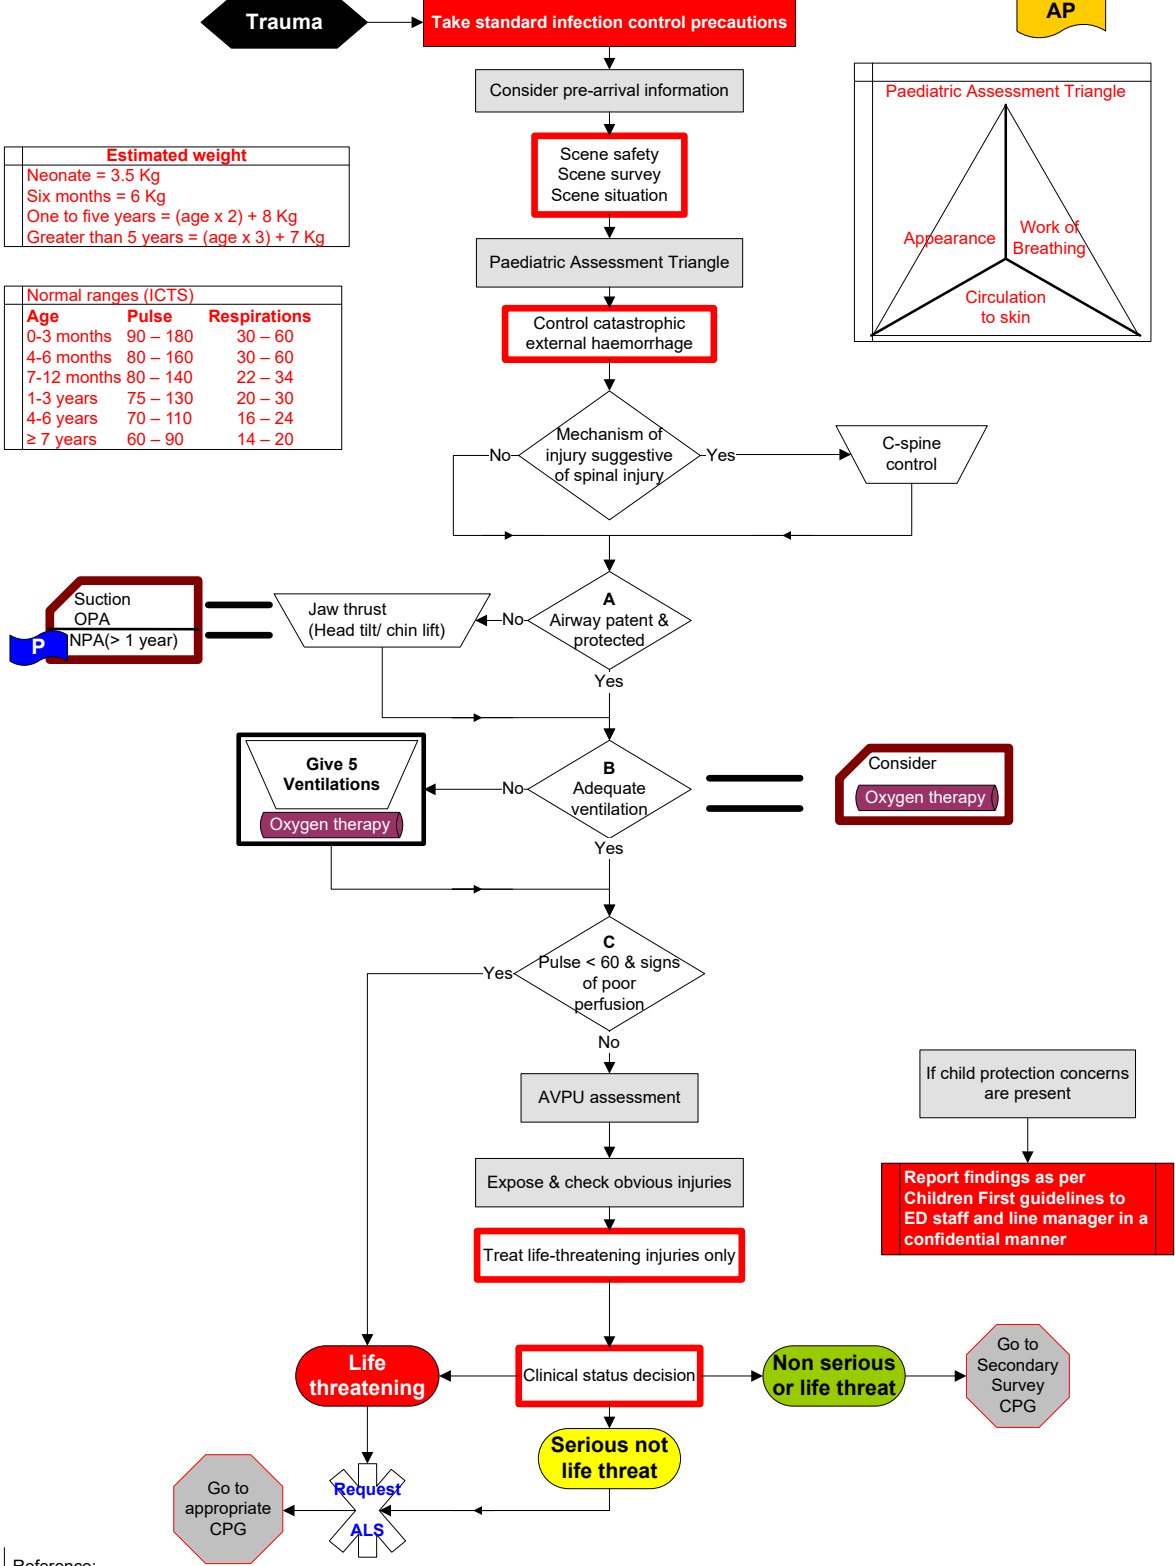 Trauma
Take standard infection control precautions
AP
Consider pre-arrival information
Paediatric Assessment Triangle
Appearance
Work of
Breathing
Circulation
to skin
Estimated weight
Neonate = 3.5 Kg
Six months = 6 Kg
One to five years = (age x 2) + 8 Kg
Greater than 5 years = (age x 3) + 7 Kg
Scene safety
Scene survey
Scene situation
Paediatric Assessment Triangle
Normal ranges (ICTS)
Age Pulse Respirations
0-3 months 90 – 180 30 – 60
4-6 months 80 – 160 30 – 60
7-12 months 80 – 140 22 – 34
1-3 years 75 – 130 20 – 30
4-6 years 70 – 110 16 – 24
≥ 7 years 60 – 90 14 – 20
Control catastrophic
external haemorrhage
Mechanism of
injury suggestive
of spinal injury
No
Yes
C-spine
control
A
Airway patent &
protected
No
Jaw thrust
(Head tilt/ chin lift)
Suction
OPA
P
NPA(> 1 year)
Yes
B
Adequate
ventilation
No
Give 5
Ventilations
Oxygen therapy
Consider
Oxygen therapy
Yes
C
Pulse < 60 & signs
of poor
perfusion
Yes
No
AVPU assessment
If child protection concerns
are present
Expose & check obvious injuries
Report findings as per
Children First guidelines to
ED staff and line manager in a
confidential manner
Treat life-threatening injuries only
Life
threatening
Clinical status decision
Non serious
or life threat
Go to
Secondary
Survey
CPG
Serious not
life threat
Request
ALS
Go to
appropriate
CPG
Reference: